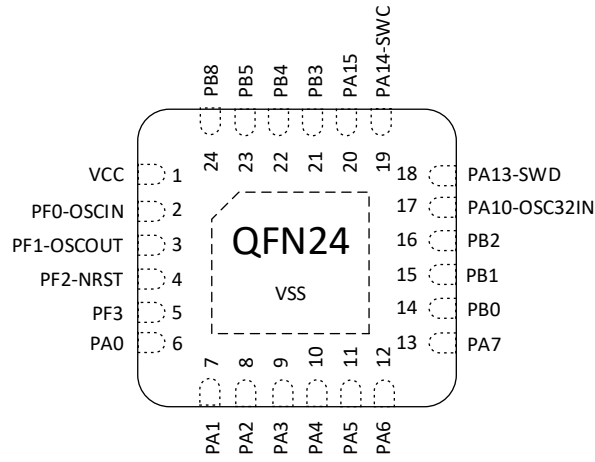 PB8
PB5
PB4
PB3
PA15
PA14-SWC
24
23
22
21
20
19
VCC 1
PF0-OSCIN 2
PF1-OSCOUT 3
PF2-NRST 4
PF3 5
PA0 6
QFN24
VSS
18 PA13-SWD
17 PA10-OSC32IN
16 PB2
15 PB1
14 PB0
13 PA7
7
8
9
10
11
12
PA1
PA2
PA3
PA4
PA5
PA6